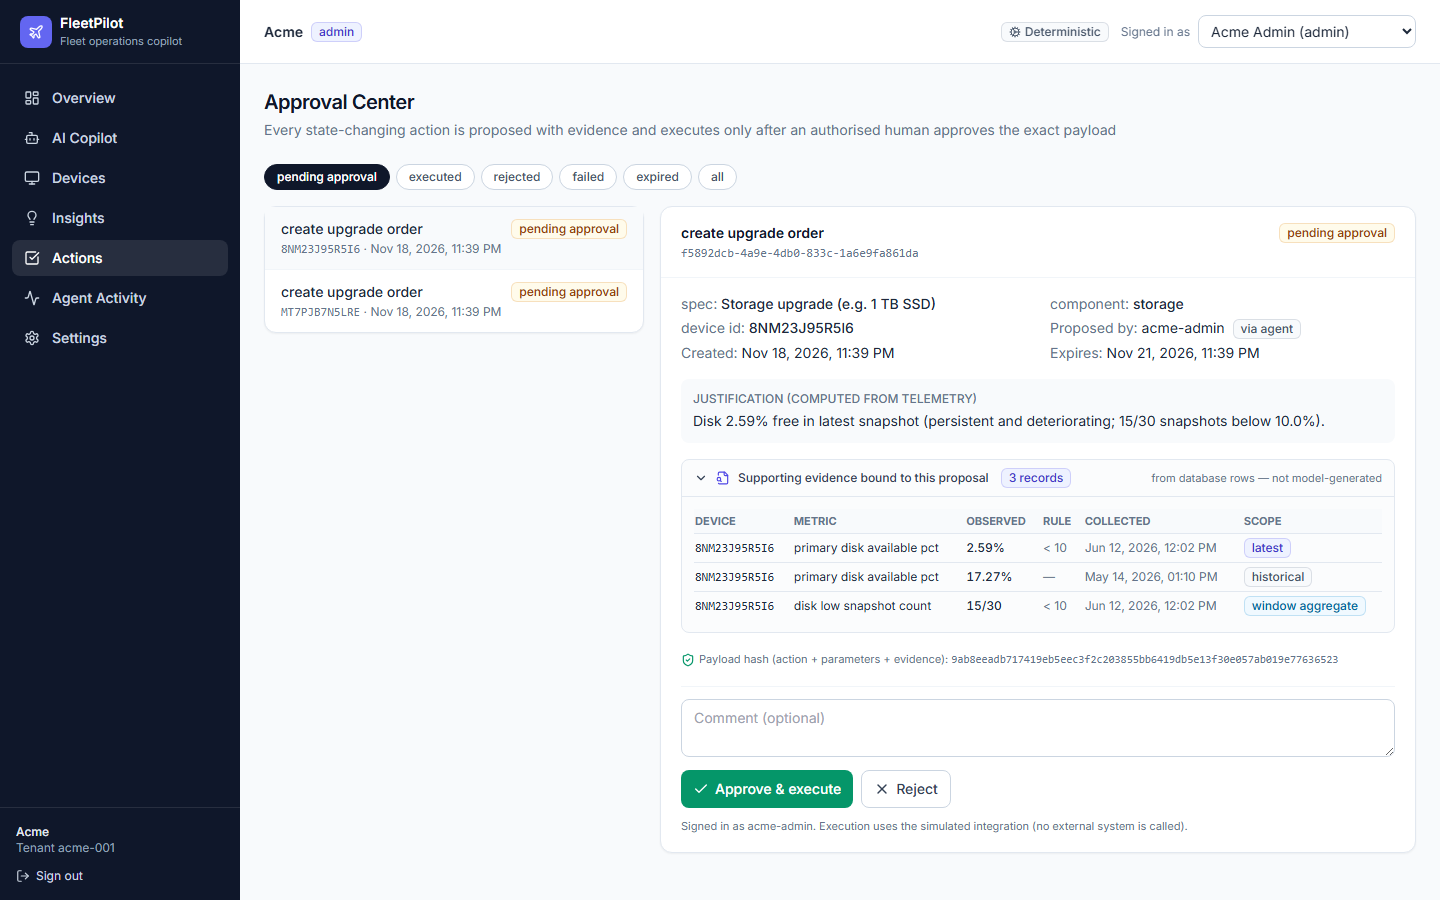 FleetPilot
Fleet operations copilot
Overview
AI Copilot
Devices
Insights
Actions
Agent Activity
Settings
Acme
Tenant acme-001
Sign out
Acme admin
Deterministic Signed in as Acme Admin (admin)
Approval Center
Every state-changing action is proposed with evidence and executes only after an authorised human approves the exact payload
pending approval executed rejected failed expired all
create upgrade order pending approval
8NM23J95R5I6 · Nov 18, 2026, 11:39 PM
create upgrade order pending approval
MT7PJB7N5LRE · Nov 18, 2026, 11:39 PM
create upgrade order pending approval
f5892dcb-4a9e-4db0-833c-1a6e9fa861da
spec: Storage upgrade (e.g. 1 TB SSD) component: storage
device id: 8NM23J95R5I6 Proposed by: acme-admin via agent
Created: Nov 18, 2026, 11:39 PM Expires: Nov 21, 2026, 11:39 PM
JUSTIFICATION (COMPUTED FROM TELEMETRY)
Disk 2.59% free in latest snapshot (persistent and deteriorating; 15/30 snapshots below 10.0%).
Supporting evidence bound to this proposal 3 records from database rows — not model-generated
DEVICE METRIC OBSERVED RULE COLLECTED SCOPE
8NM23J95R5I6 primary disk available pct 2.59% < 10 Jun 12, 2026, 12:02 PM latest
8NM23J95R5I6 primary disk available pct 17.27% — May 14, 2026, 01:10 PM historical
8NM23J95R5I6 disk low snapshot count 15/30 < 10 Jun 12, 2026, 12:02 PM window aggregate
Payload hash (action + parameters + evidence): 9ab8eeadb717419eb5eec3f2c203855bb6419db5e13f30e057ab019e77636523
Comment (optional)
Approve & execute Reject
Signed in as acme-admin. Execution uses the simulated integration (no external system is called).